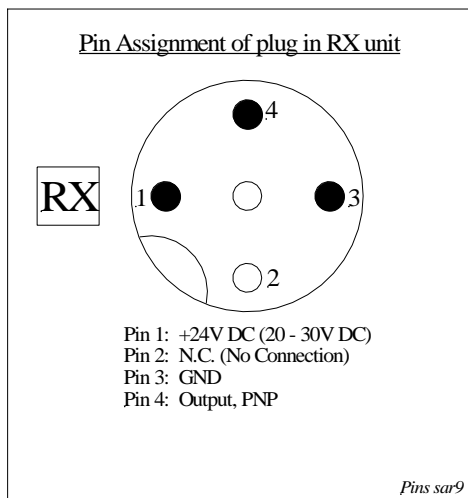 Pin Assignment of plug in RX unit
4
RX
1
3
2
Pin 1: +24V DC (20 - 30V DC)
Pin 2: N.C. (No Connection)
Pin 3: GND
Pin 4: Output, PNP
Pins sar9